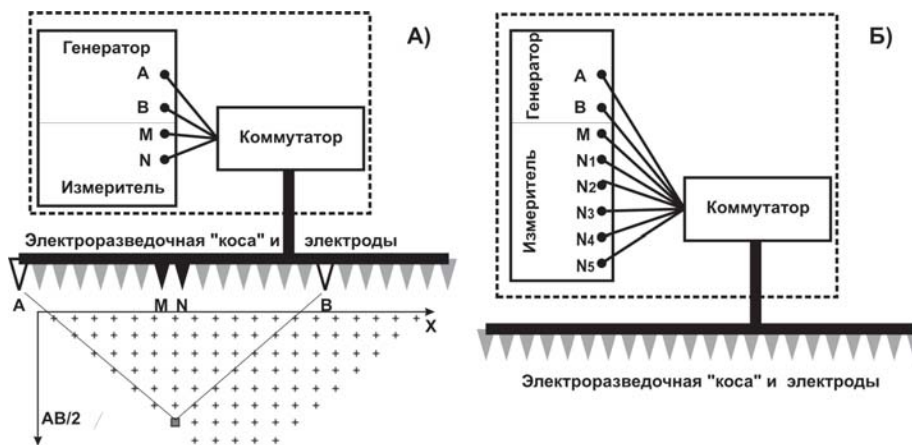 А)
Генератор
A
B
M
N
Измеритель
Коммутатор
Электроразведочная "коса" и электроды
A
M N
B
X
AB/2
Б)
Генератор
Измеритель
A
B
M
N1
N2
N3
N4
N5
Коммутатор
Электроразведочная "коса" и электроды